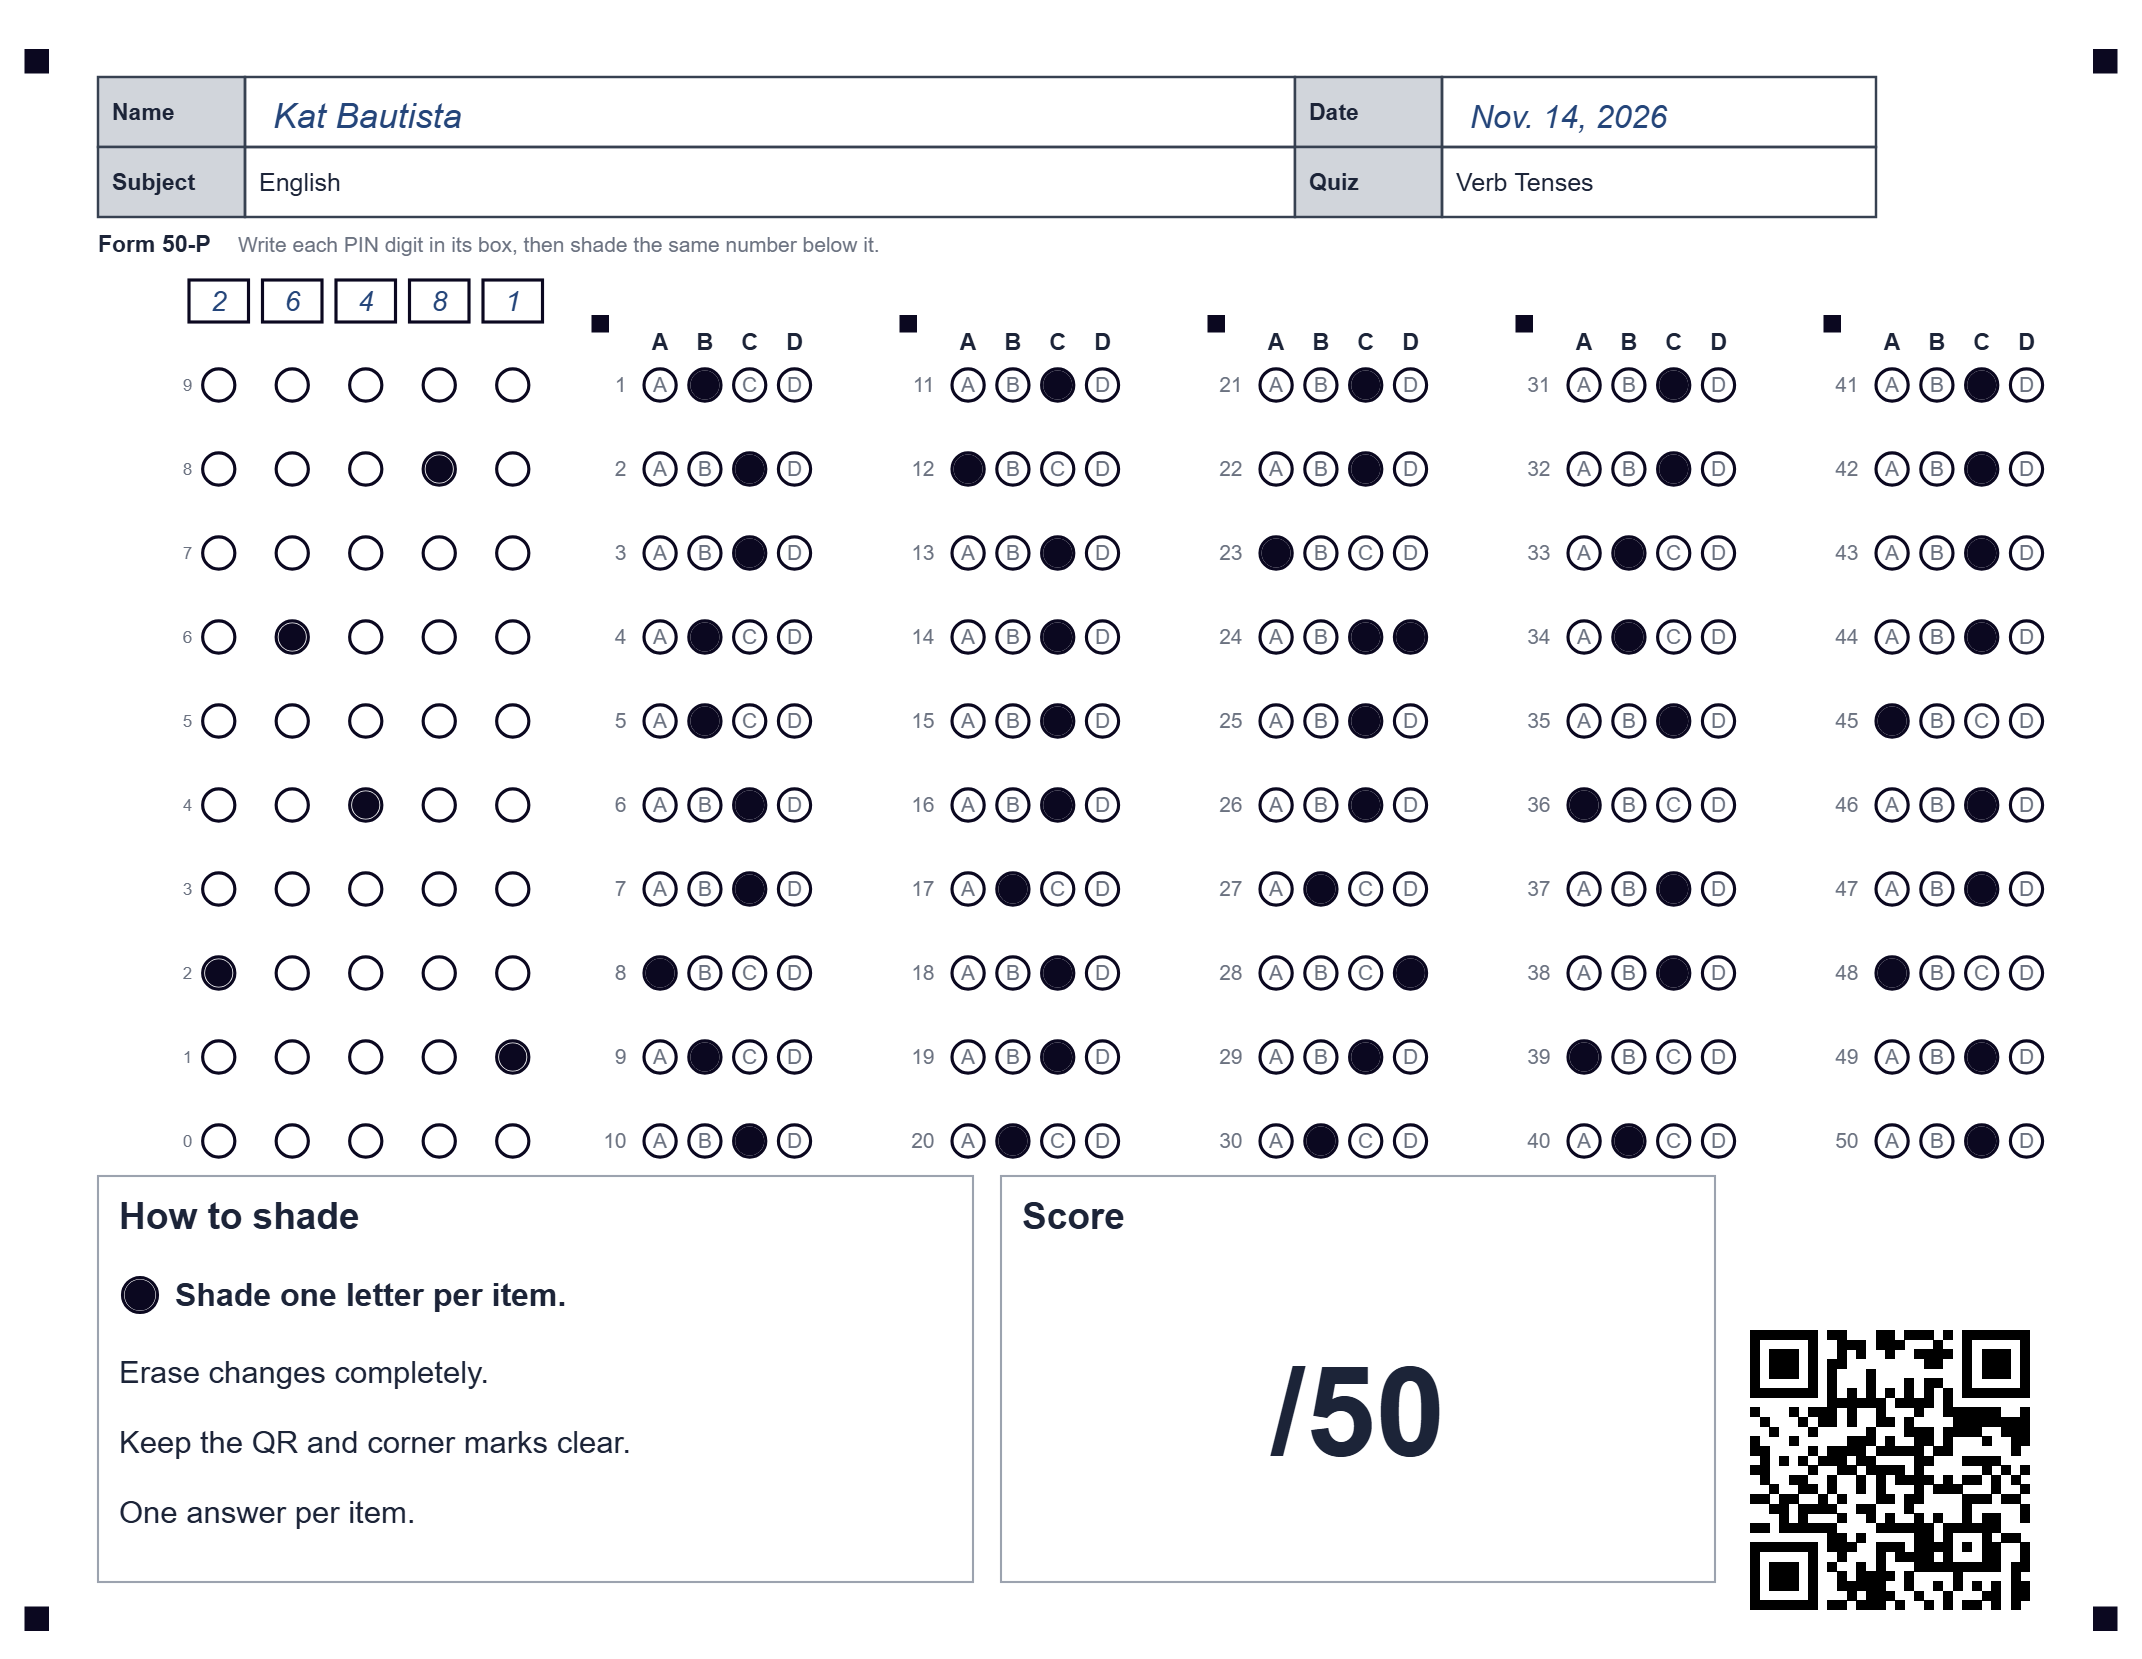 Name Kat Bautista Date Nov. 14, 2026
Subject English Quiz Verb Tenses
Form 50-P Write each PIN digit in its box, then shade the same number below it.
2 6 4 8 1
A B C D A B C D A B C D A B C D A B C D
9 1 A C D 11 A B D 21 A B D 31 A B D 41 A B D
8 2 A B D 12 B C D 22 A B D 32 A B D 42 A B D
7 3 A B D 13 A B D 23 B C D 33 A C D 43 A B D
6 4 A C D 14 A B D 24 A B 34 A C D 44 A B D
5 5 A C D 15 A B D 25 A B D 35 A B D 45 B C D
4 6 A B D 16 A B D 26 A B D 36 B C D 46 A B D
3 7 A B D 17 A C D 27 A C D 37 A B D 47 A B D
2 8 B C D 18 A B D 28 A B C 38 A B D 48 B C D
1 9 A C D 19 A B D 29 A B D 39 B C D 49 A B D
0 10 A B D 20 A C D 30 A C D 40 A C D 50 A B D
How to shade
Shade one letter per item.
Erase changes completely.
Keep the QR and corner marks clear.
One answer per item.
Score
/50